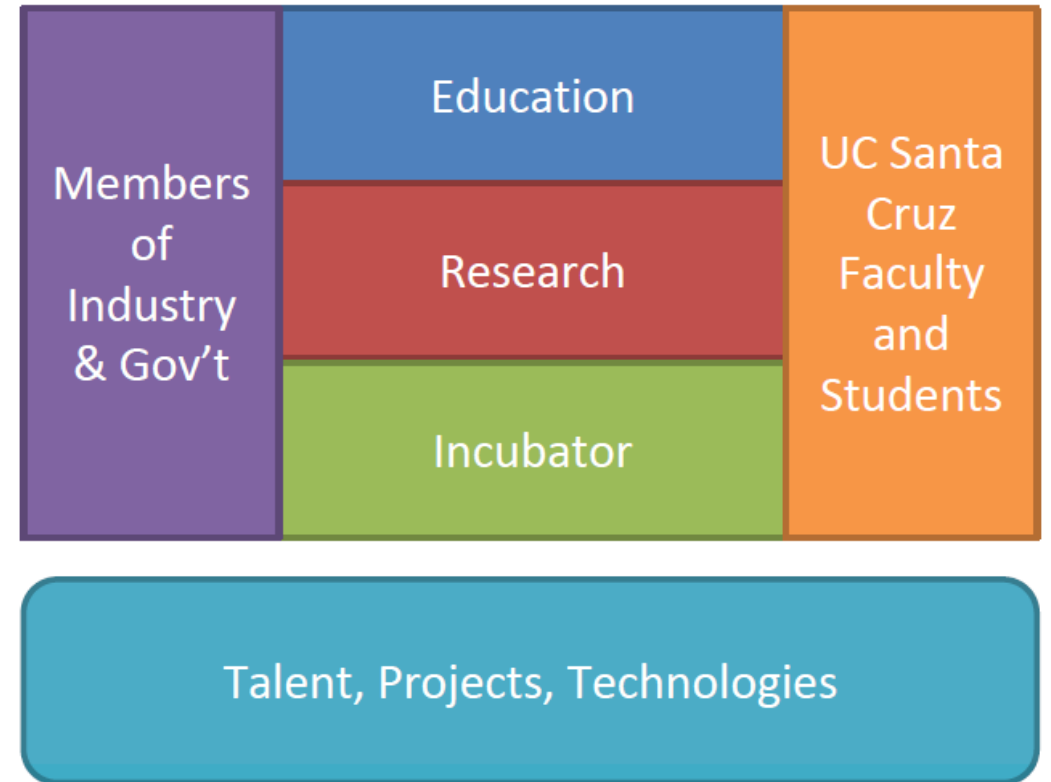 Members
of
Industry
& Gov’t
Education
Research
Incubator
UC Santa
Cruz
Faculty
and
Students
Talent, Projects, Technologies